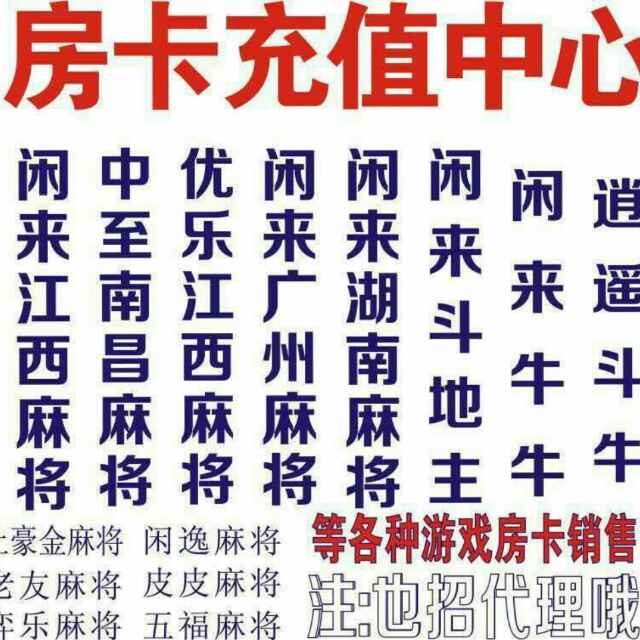 房卡充值中心
闲来江西麻将
中至南昌麻将
优乐江西麻将
闲来广州麻将
闲来湖南麻将
闲来斗地主
闲来牛牛
逍遥斗牛
土豪金麻将 闲逸麻将
老友麻将 皮皮麻将
乐麻将 五福麻将
等各种游戏房卡销售
注:也招代理哦